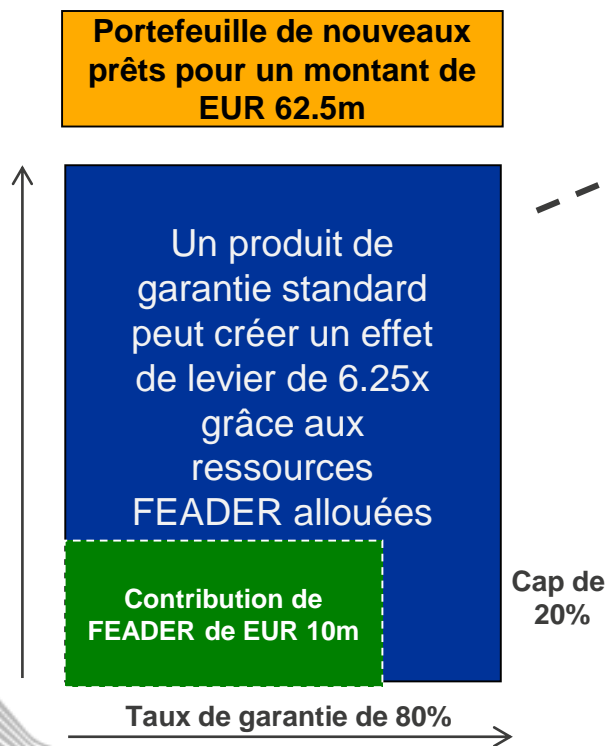 Portefeuille de nouveaux
prêts pour un montant de
EUR 62.5m
Un produit de
garantie standard
peut créer un effet
de levier de 6.25x
grâce aux
ressources
FEADER allouées
Contribution de
FEADER de EUR 10m
Cap de
20%
Taux de garantie de 80%